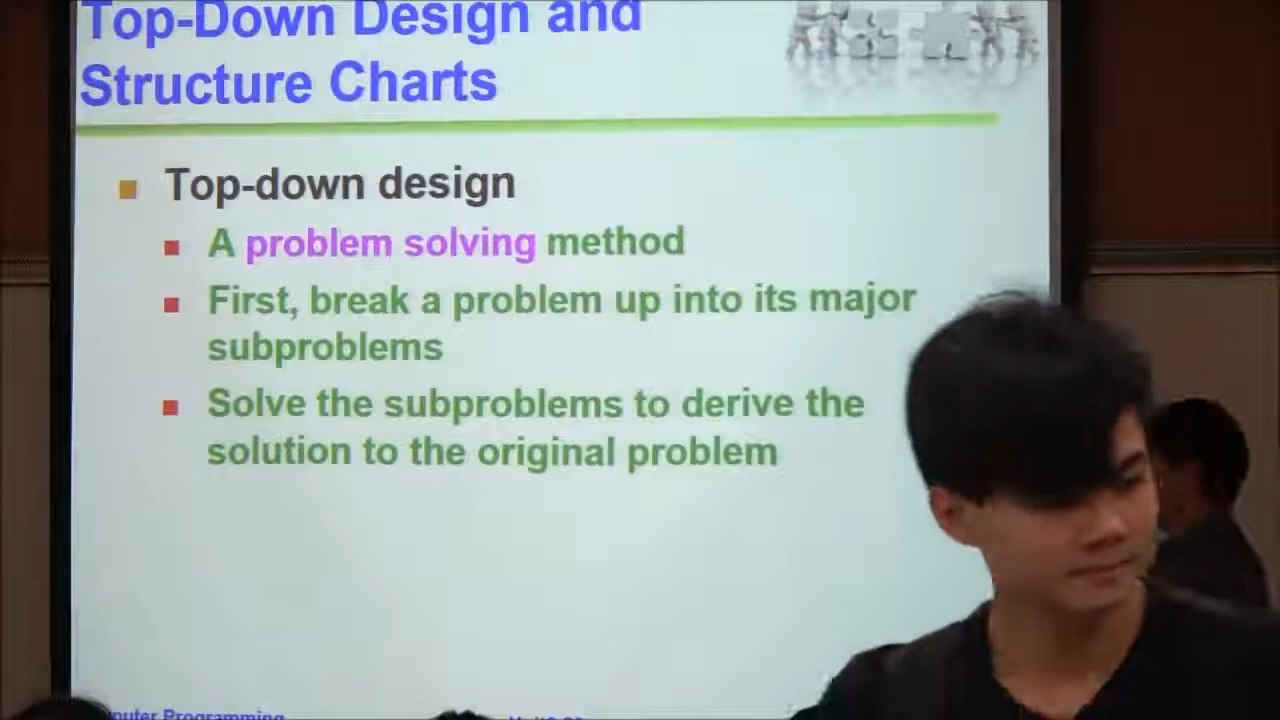 Top-Down Design and
Structure Charts
Top-down design
A problem solving method
First, break a problem up into its major
subproblems
Solve the subproblems to derive the
solution to the original problem
Programming